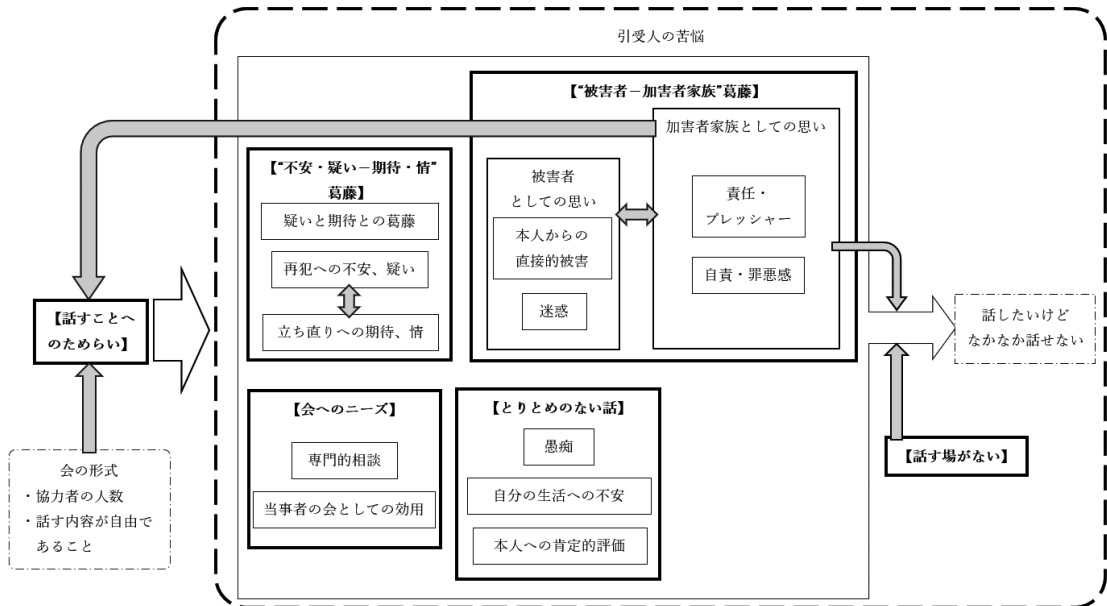 引受人の苦悩
【“被害者－加害者家族”葛藤】
加害者家族としての思い
【“不安・疑い－期待・情”
葛藤】
疑いと期待との葛藤
再犯への不安、疑い
立ち直りへの期待、情
被害者
としての思い
本人からの
直接的被害
迷惑
責任・
プレッシャー
自責・罪悪感
【話すことへ
のためらい】
話したいけど
なかなか話せない
【会へのニーズ】
専門的相談
当事者の会としての効用
【とりとめのない話】
愚痴
自分の生活への不安
本人への肯定的評価
【話す場がない】
会の形式
・協力者の人数
・話す内容が自由で
あること